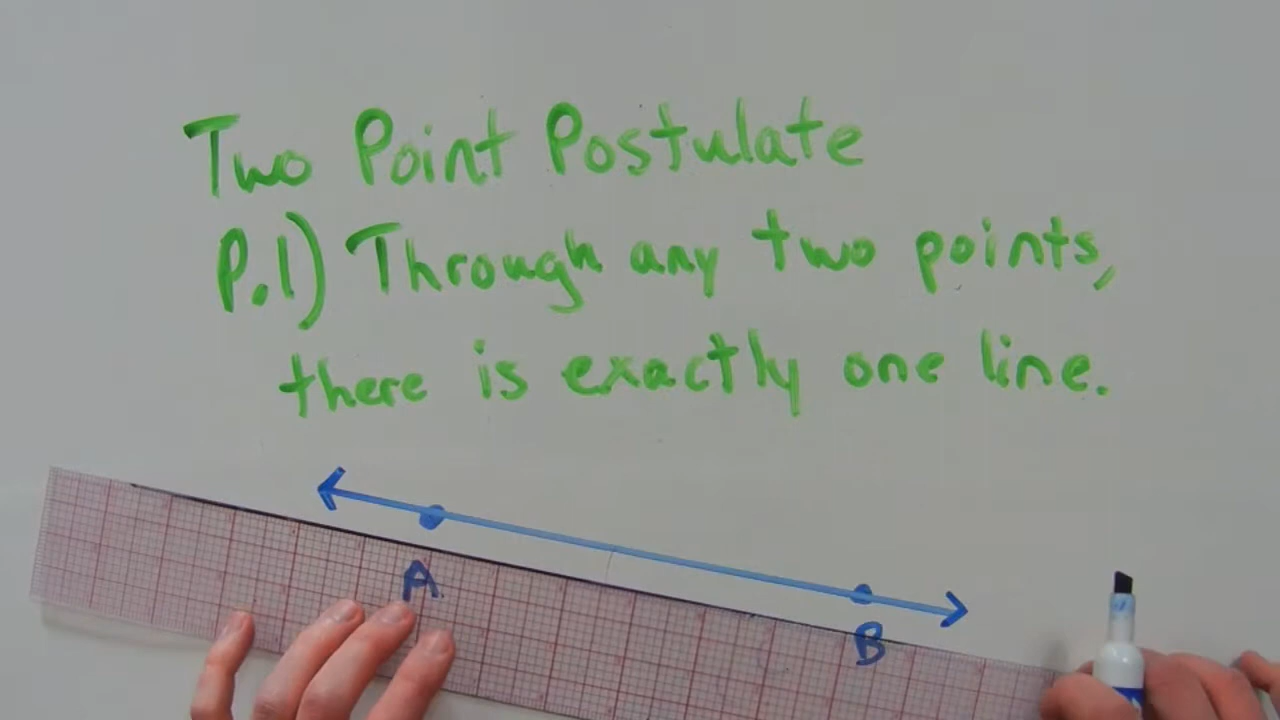 Two Point Postulate
P.1) Through any two points,
there is exactly one line.
A
B